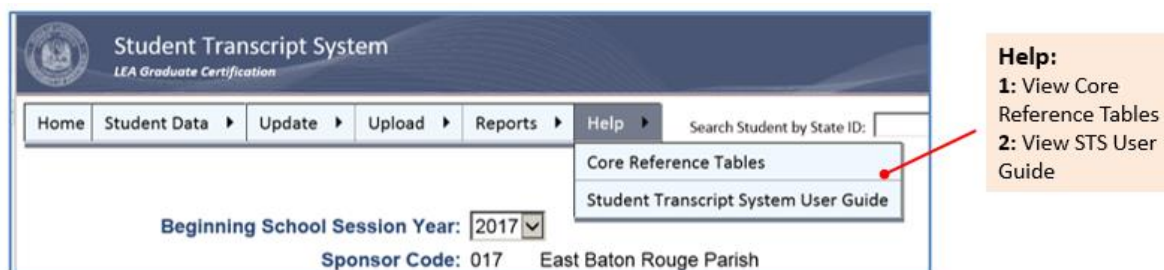 Student Transcript System
LEA Graduate Certification
Home Student Data Update Upload Reports Help Search Student by State ID:
Core Reference Tables
Student Transcript System User Guide
Beginning School Session Year: 2017
Sponsor Code: 017 East Baton Rouge Parish
Help:
1: View Core
Reference Tables
2: View STS User
Guide